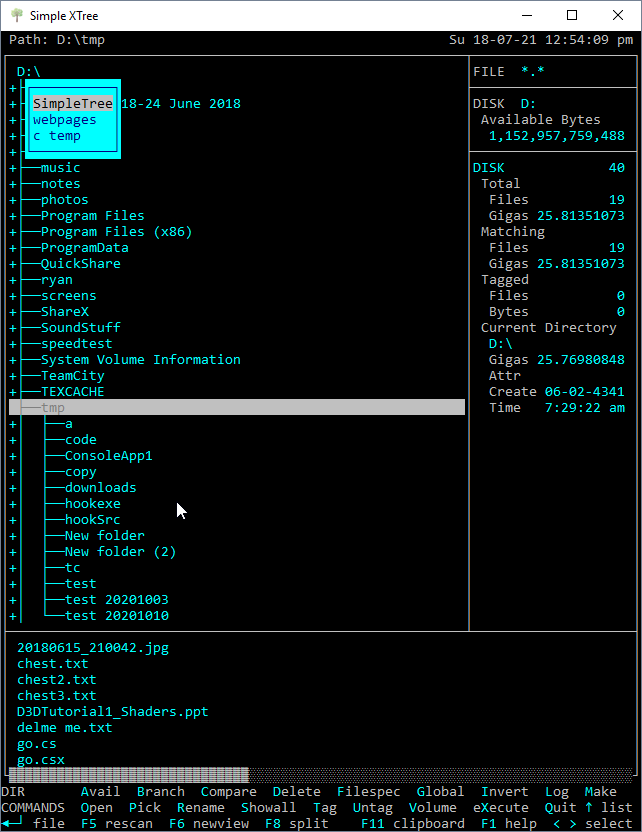 Simple XTree
Path: D:\tmp Su 18-07-21 12:54:09 pm
D:\
SimpleTree 18-24 June 2018
webpages
c temp
+ music
+ notes
+ photos
+ Program Files
+ Program Files (x86)
+ ProgramData
+ QuickShare
+ ryan
+ screens
+ ShareX
+ SoundStuff
+ speedtest
+ System Volume Information
+ TeamCity
+ TEXCACHE
tmp
+ a
+ code
+ ConsoleApp1
+ copy
+ downloads
+ hookexe
+ hookSrc
+ New folder
+ New folder (2)
+ tc
+ test
+ test 20201003
+ test 20201010
FILE *.*
DISK D:
Available Bytes
1,152,957,759,488
DISK 40
Total
Files 19
Gigas 25.81351073
Matching
Files 19
Gigas 25.81351073
Tagged
Files 0
Bytes 0
Current Directory
D:\
Gigas 25.76980848
Attr
Create 06-02-4341
Time 7:29:22 am
20180615_210042.jpg
chest.txt
chest2.txt
chest3.txt
D3DTutorial1_Shaders.ppt
delme me.txt
go.cs
go.csx
DIR Avail Branch Compare Delete Filespec Global Invert Log Make
COMMANDS Open Pick Rename Showall Tag Untag Volume eXecute Quit ↑ list
◄─┘ file F5 rescan F6 newview F8 split F11 clipboard F1 help < > select